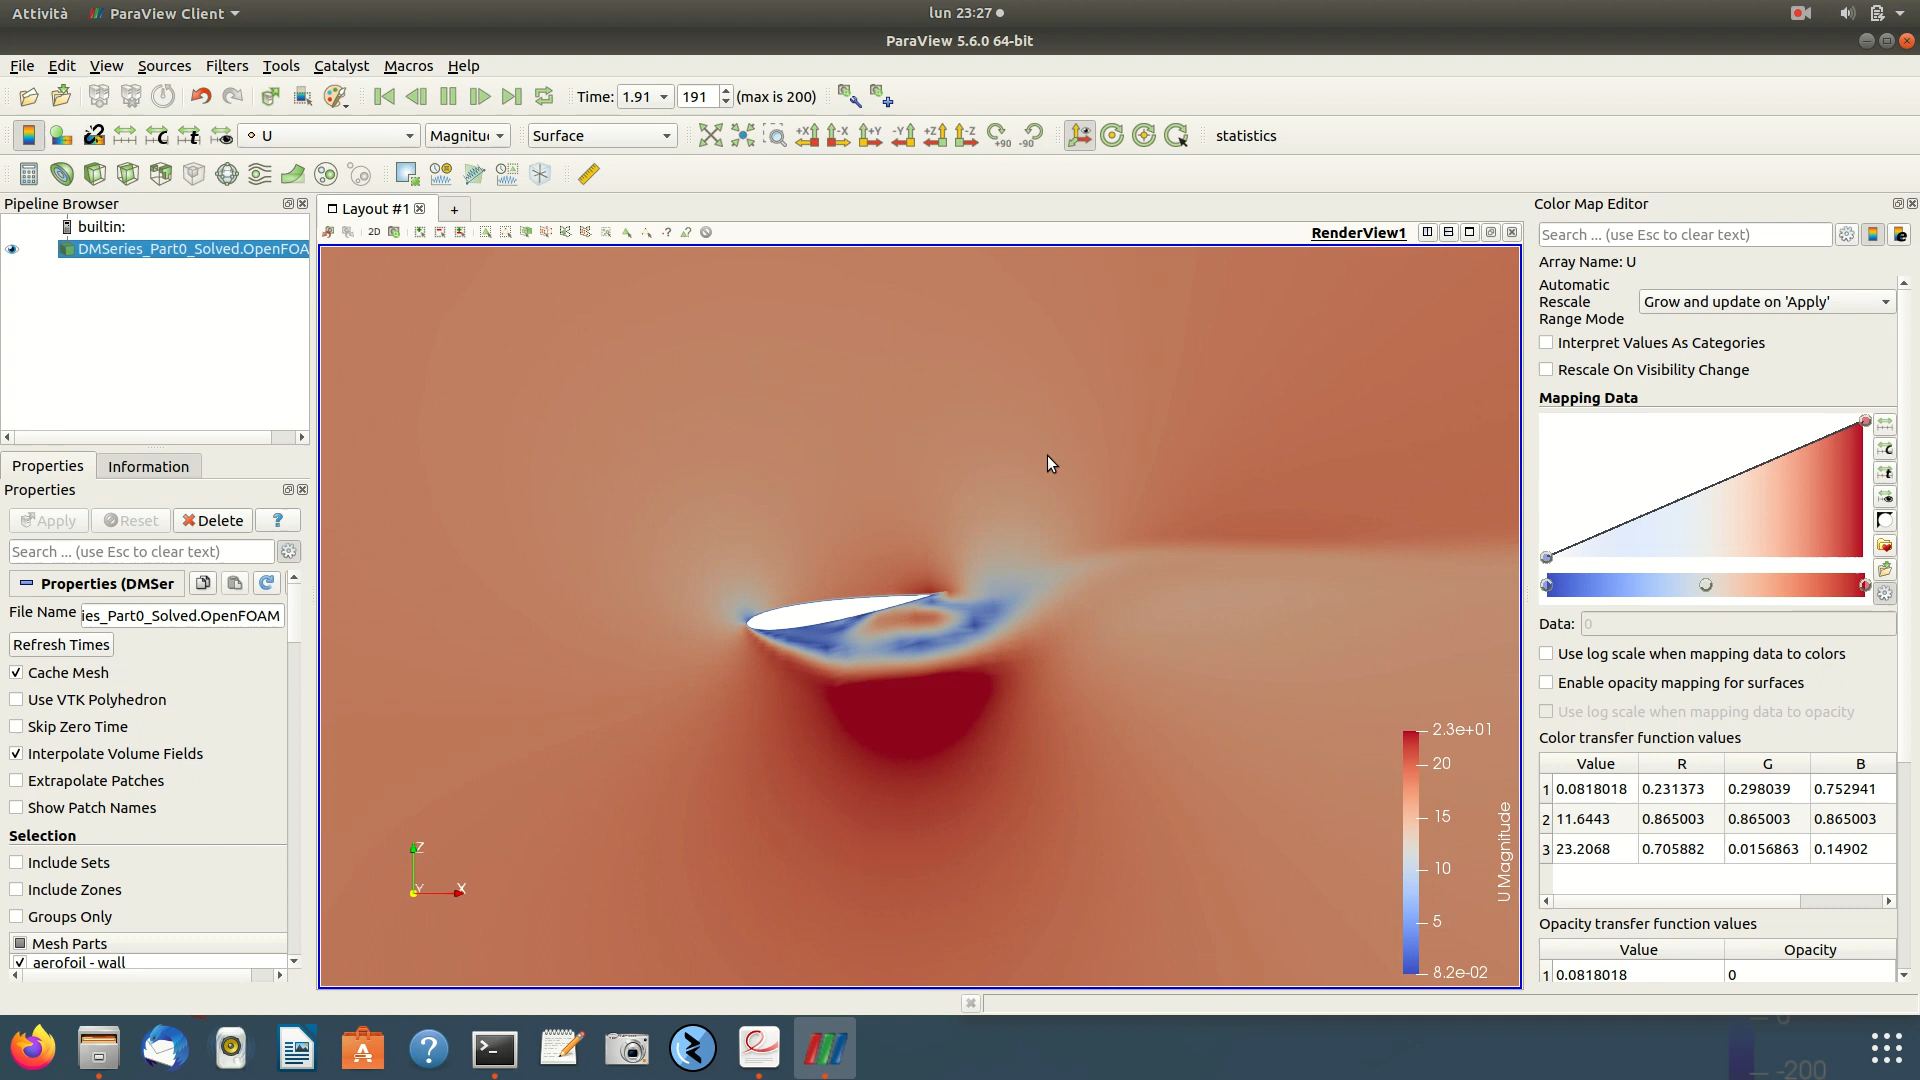 Attività ParaView Client lun 23:27
ParaView 5.6.0 64-bit
File Edit View Sources Filters Tools Catalyst Macros Help
Time: 1.91 191 (max is 200)
U Magnitu Surface +X -X +Y -Y +Z -Z +90 -90 statistics
Pipeline Browser
builtin:
DMSeries_Part0_Solved.OpenFOA
Properties Information
Properties
Apply Reset Delete ?
Search ... (use Esc to clear text)
Properties (DMSer
File Name ies_Part0_Solved.OpenFOAM
Refresh Times
Cache Mesh
Use VTK Polyhedron
Skip Zero Time
Interpolate Volume Fields
Extrapolate Patches
Show Patch Names
Selection
Include Sets
Include Zones
Groups Only
Mesh Parts
aerofoil - wall
Layout #1 +
2D RenderView1
2.3e+01
20
15
10
5
8.2e-02
U Magnitude
Z
Y X
Color Map Editor
Search ... (use Esc to clear text)
Array Name: U
Automatic
Rescale
Range Mode
Grow and update on 'Apply'
Interpret Values As Categories
Rescale On Visibility Change
Mapping Data
Data: 0
Use log scale when mapping data to colors
Enable opacity mapping for surfaces
Use log scale when mapping data to opacity
Color transfer function values
Value R G B
1 0.0818018 0.231373 0.298039 0.752941
2 11.6443 0.865003 0.865003 0.865003
3 23.2068 0.705882 0.0156863 0.14902
Opacity transfer function values
Value Opacity
1 0.0818018 0
-200